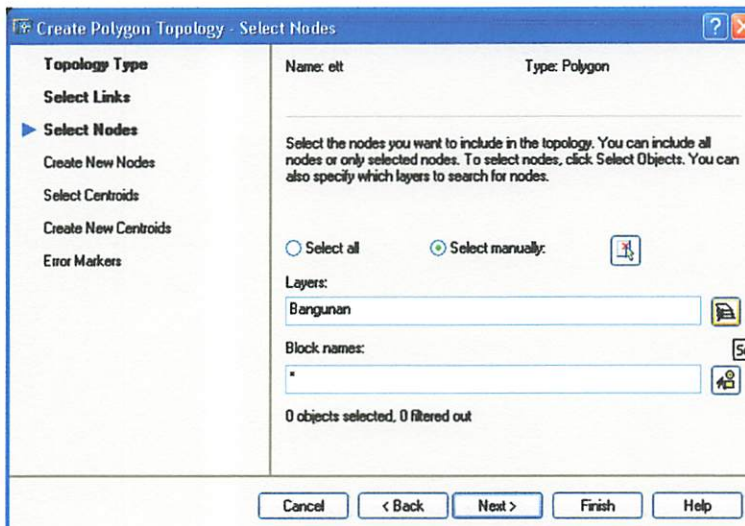 Create Polygon Topology - Select Nodes
Topology Type
Select Links
Select Nodes
Create New Nodes
Select Centroids
Create New Centroids
Error Markers
Name: ett Type: Polygon
Select the nodes you want to include in the topology. You can include all
nodes or only selected nodes. To select nodes, click Select Objects. You can
also specify which layers to search for nodes.
Select all Select manually:
Layers:
Bangunan
Block names:
*
0 objects selected, 0 filtered out
Cancel < Back Next > Finish Help